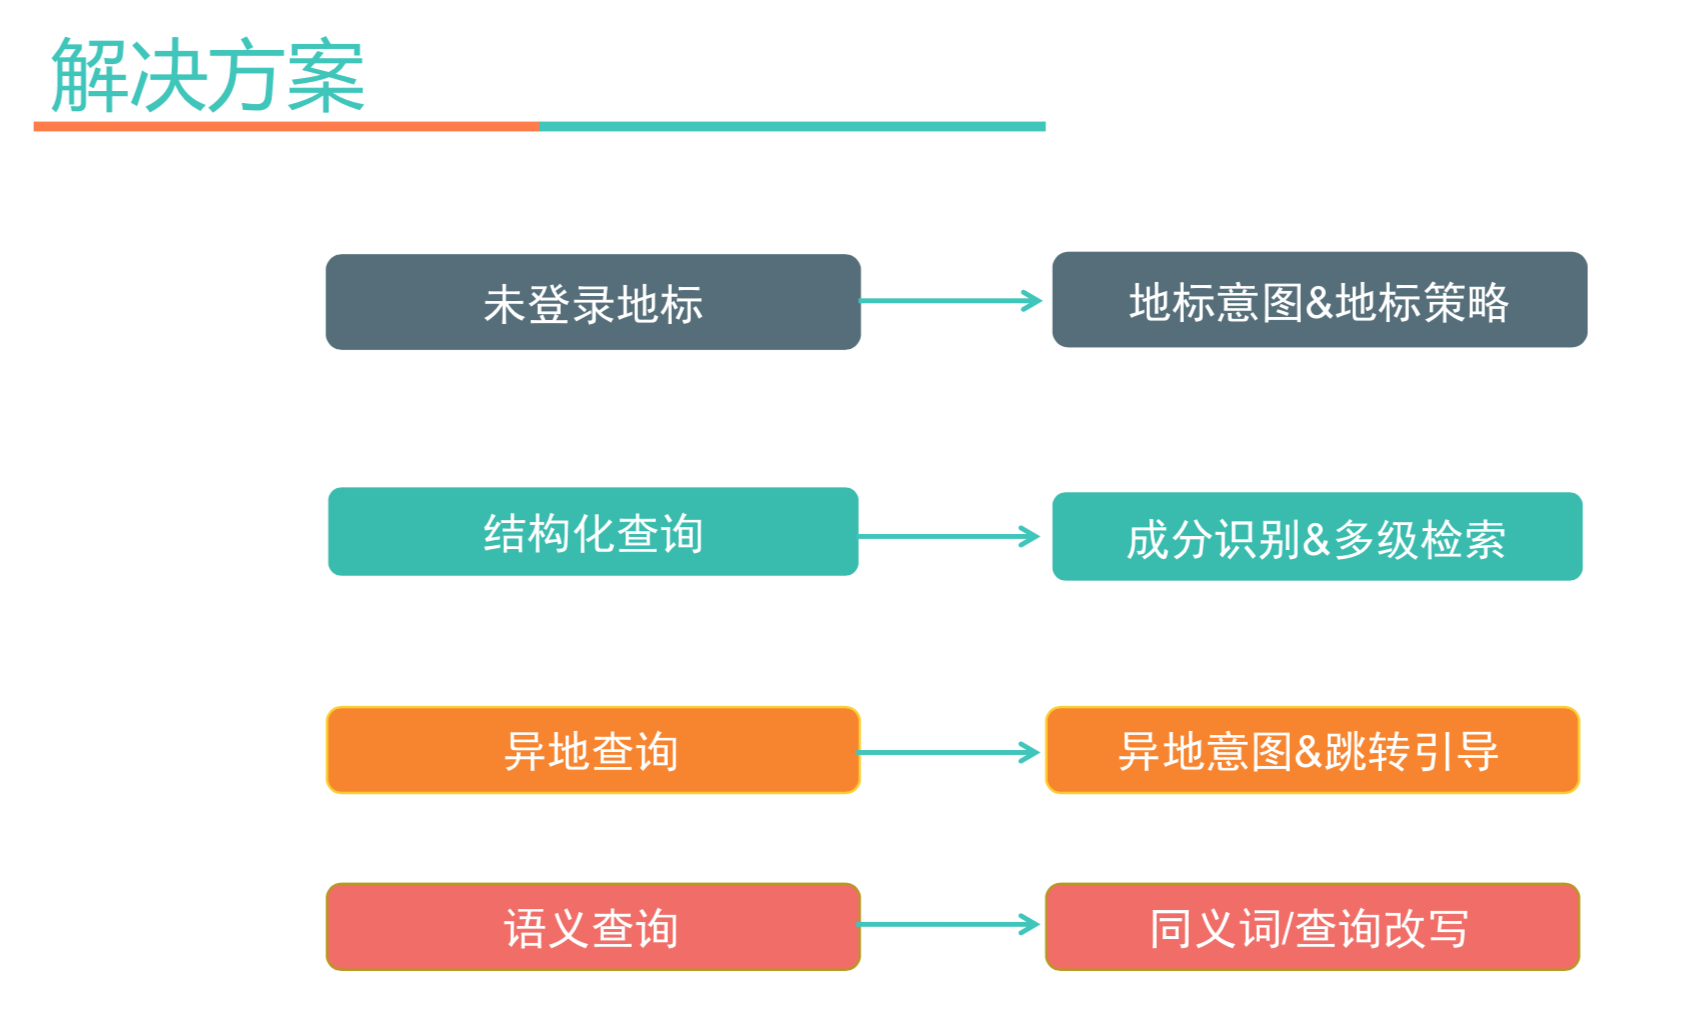 解决方案
未登录地标
地标意图&地标策略
结构化查询
成分识别&多级检索
异地查询
异地意图&跳转引导
语义查询
同义词/查询改写